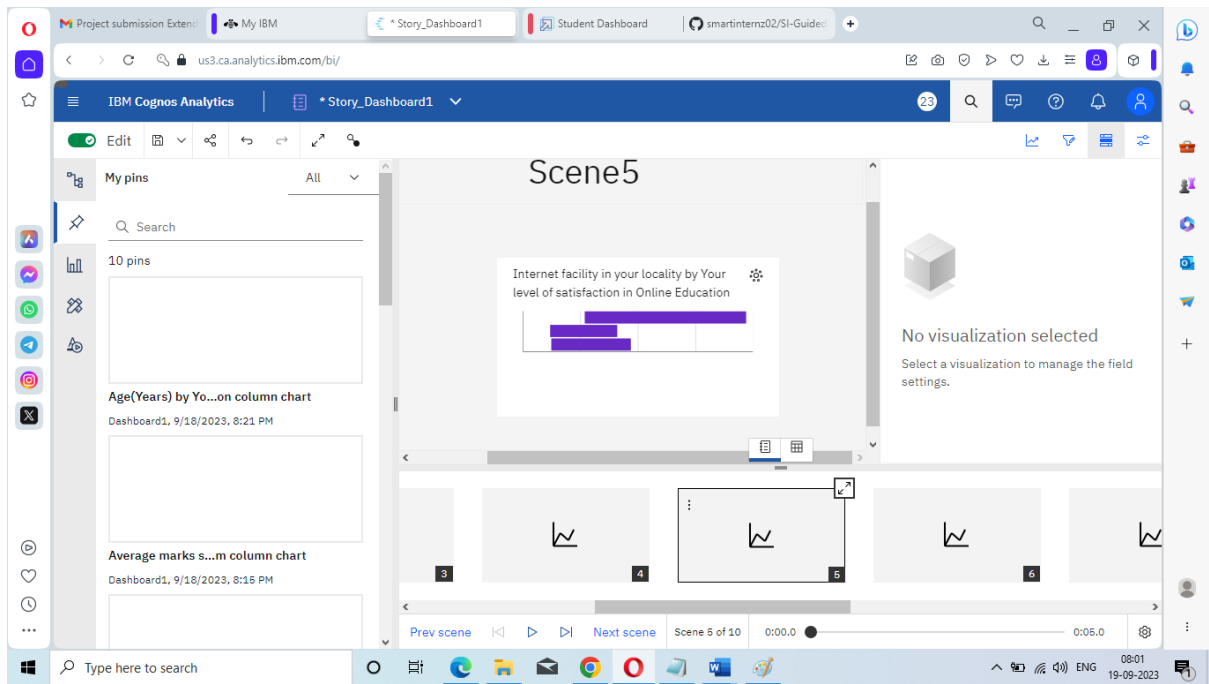 Project submission Extend
My IBM
* Story_Dashboard1
Student Dashboard
smartinternz02/SI-Guided
us3.ca.analytics.ibm.com/bi/
IBM Cognos Analytics
* Story_Dashboard1
23
Edit
My pins
All
Search
10 pins
Age(Years) by Yo...on column chart
Dashboard1, 9/18/2023, 8:21 PM
Average marks s...m column chart
Dashboard1, 9/18/2023, 8:15 PM
Scene5
Internet facility in your locality by Your
level of satisfaction in Online Education
No visualization selected
Select a visualization to manage the field
settings.
3
4
5
6
Prev scene
Next scene
Scene 5 of 10
0:00.0
0:05.0
Type here to search
ENG
08:01
19-09-2023
1